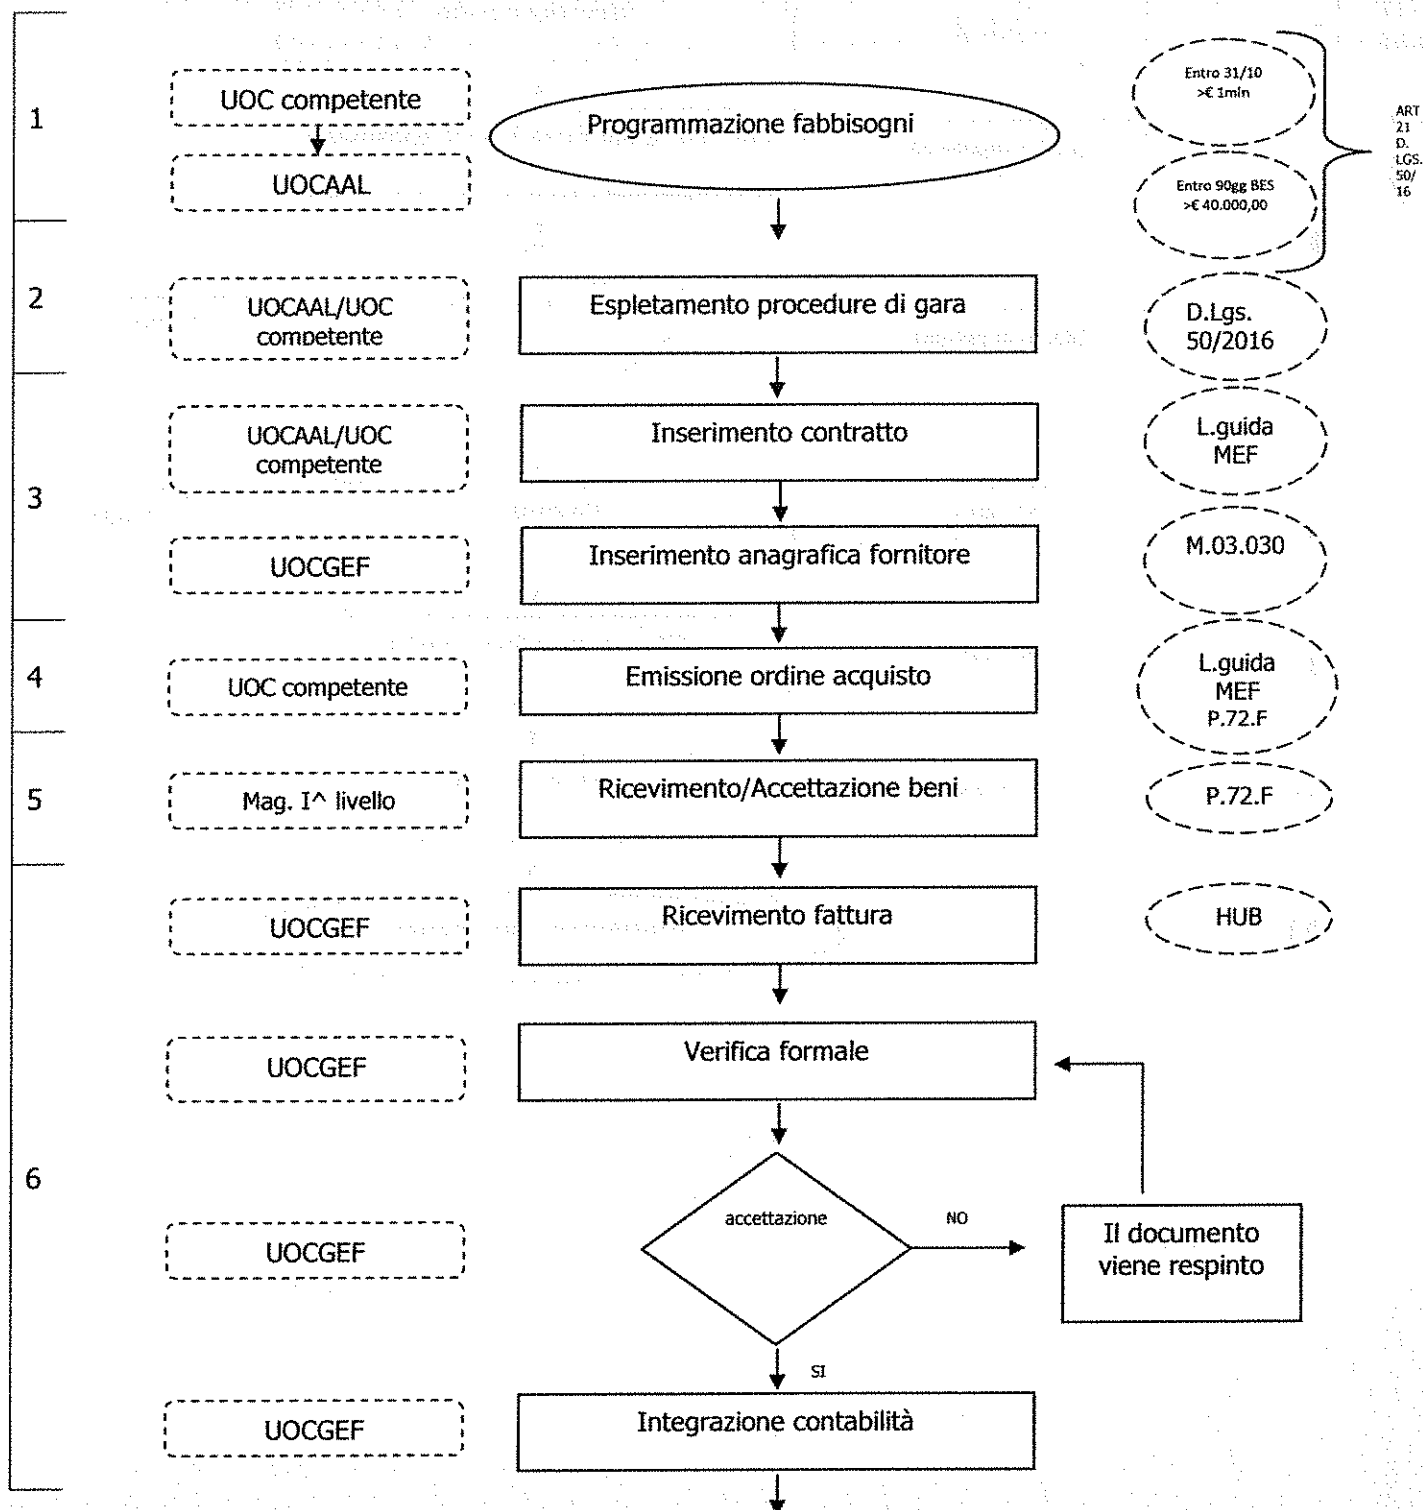 1
UOC competente
UOCAAL
Programmazione fabbisogni
Entro 31/10
>€ 1mln
Entro 90gg BES
>€ 40.000,00
ART
21
D.
LGS.
50/
16
2
UOCAAL/UOC
competente
Espletamento procedure di gara
D.Lgs.
50/2016
3
UOCAAL/UOC
competente
Inserimento contratto
L.guida
MEF
UOCGEF
Inserimento anagrafica fornitore
M.03.030
4
UOC competente
Emissione ordine acquisto
L.guida
MEF
P.72.F
5
Mag. I^ livello
Ricevimento/Accettazione beni
P.72.F
6
UOCGEF
Ricevimento fattura
HUB
UOCGEF
Verifica formale
UOCGEF
accettazione
NO
Il documento
viene respinto
SI
UOCGEF
Integrazione contabilità